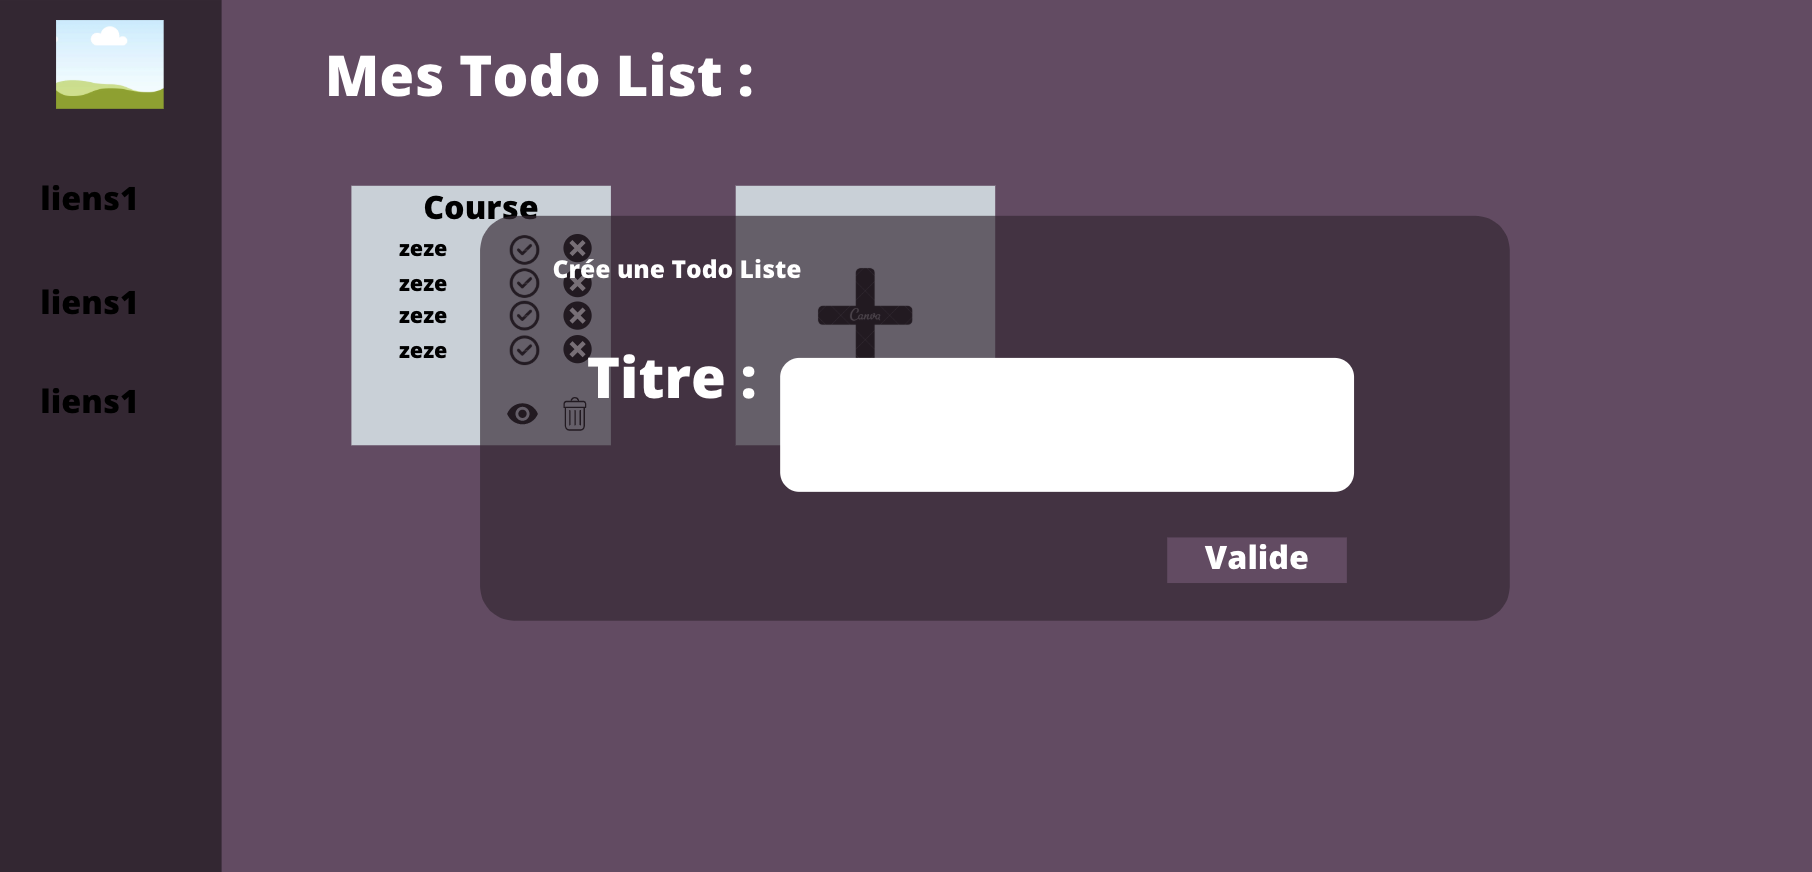 Mes Todo List :
liens1
liens1
liens1
Course
zeze
zeze
zeze
zeze
Crée une Todo Liste
Canva
Titre :
Valide